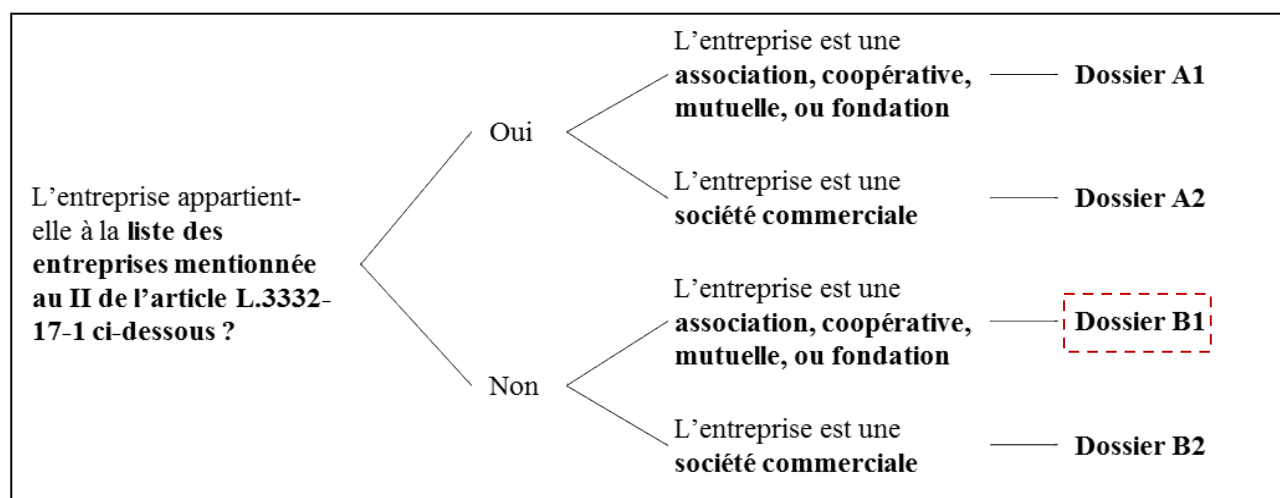 L’entreprise est une
association, coopérative,
mutuelle, ou fondation
Dossier A1
Oui
L’entreprise est une
société commerciale
Dossier A2
L’entreprise appartient-
elle à la liste des
entreprises mentionnée
au II de l’article L.3332-
17-1 ci-dessous ?
L’entreprise est une
association, coopérative,
mutuelle, ou fondation
Dossier B1
Non
L’entreprise est une
société commerciale
Dossier B2